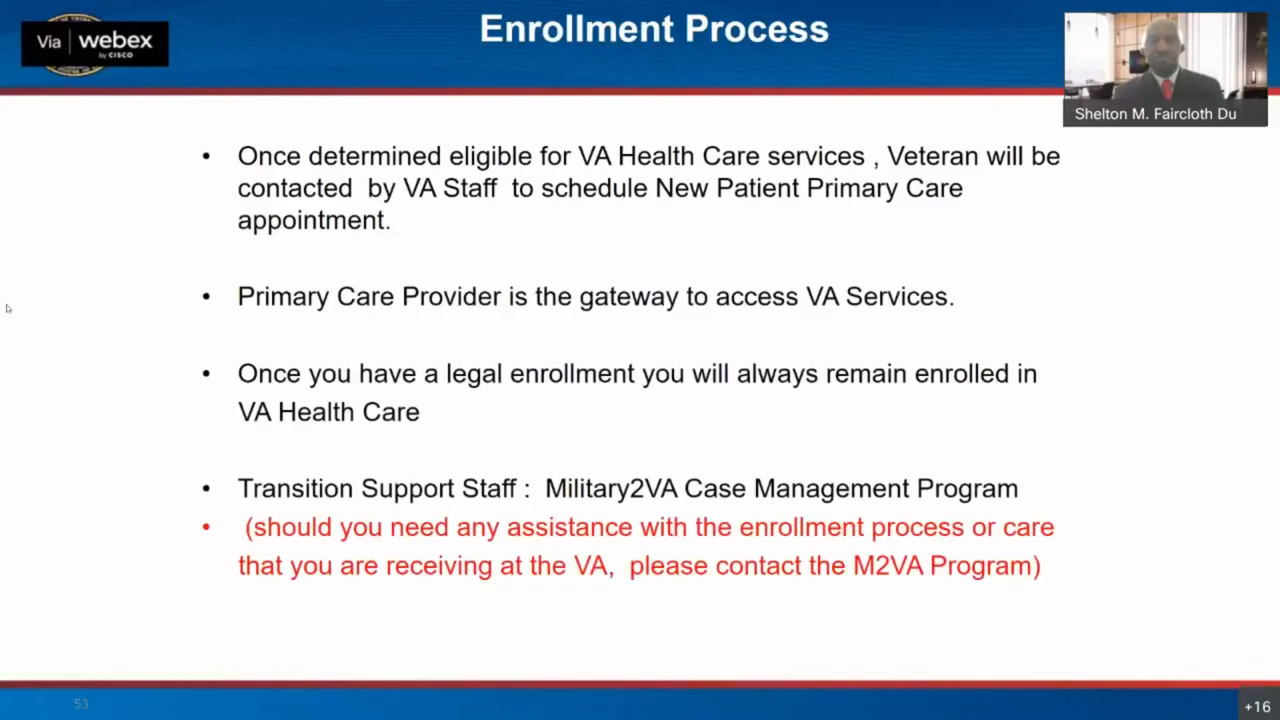 Enrollment Process
Via | webex
by CISCO
Shelton M. Faircloth Du
• Once determined eligible for VA Health Care services , Veteran will be
contacted by VA Staff to schedule New Patient Primary Care
appointment.
• Primary Care Provider is the gateway to access VA Services.
• Once you have a legal enrollment you will always remain enrolled in
VA Health Care
• Transition Support Staff : Military2VA Case Management Program
• (should you need any assistance with the enrollment process or care
that you are receiving at the VA, please contact the M2VA Program)
53
+16